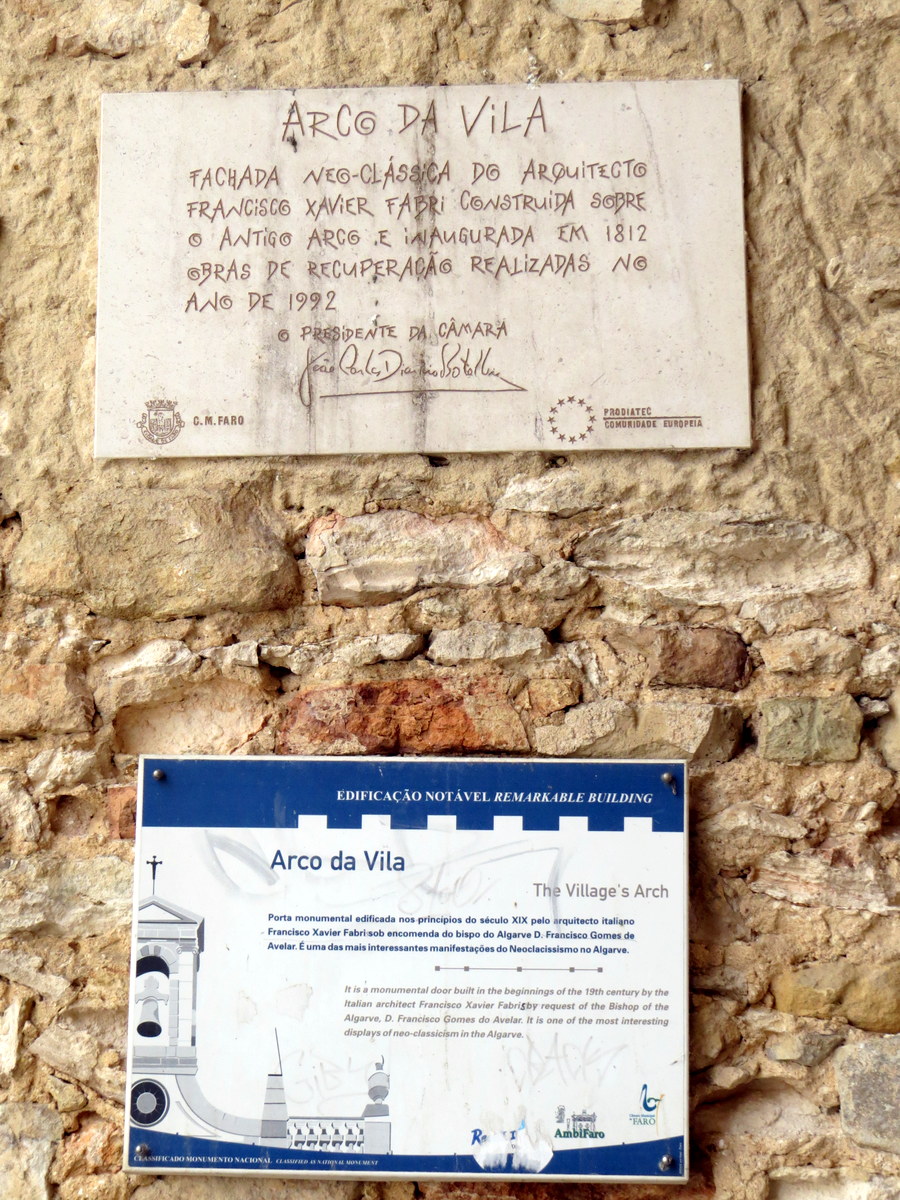 ARCO DA ViLA
FACHADA NEO-CLÁSSiCA DO ARQUiTECTO
FRANCiSCO XAVIER FABRi CONSTRUiDA SOBRE
O ANTiGO ARCO E iNAUGURADA EM 1812
OBRAS DE RECUPERAÇÃO REALIZADAS NO
ANO DE 1992
O PRESiDENTE DA CÂMARA
C.M.FARO
PRODIATEC
COMUNIDADE EUROPEIA
EDIFICAÇÃO NOTÁVEL REMARKABLE BUILDING
Arco da Vila
The Village's Arch
Porta monumental edificada nos princípios do século XIX pelo arquitecto italiano
Francisco Xavier Fabri sob encomenda do bispo do Algarve D. Francisco Gomes de
Avelar. É uma das mais interessantes manifestações do Neoclacissismo no Algarve.
It is a monumental door built in the beginnings of the 19th century by the
Italian architect Francisco Xavier Fabri by request of the Bishop of the
Algarve, D. Francisco Gomes do Avelar. It is one of the most interesting
displays of neo-classicism in the Algarve.
AmbiFaro
FARO
CLASSIFICADO MONUMENTO NACIONAL CLASSIFIED AS NATIONAL MONUMENT